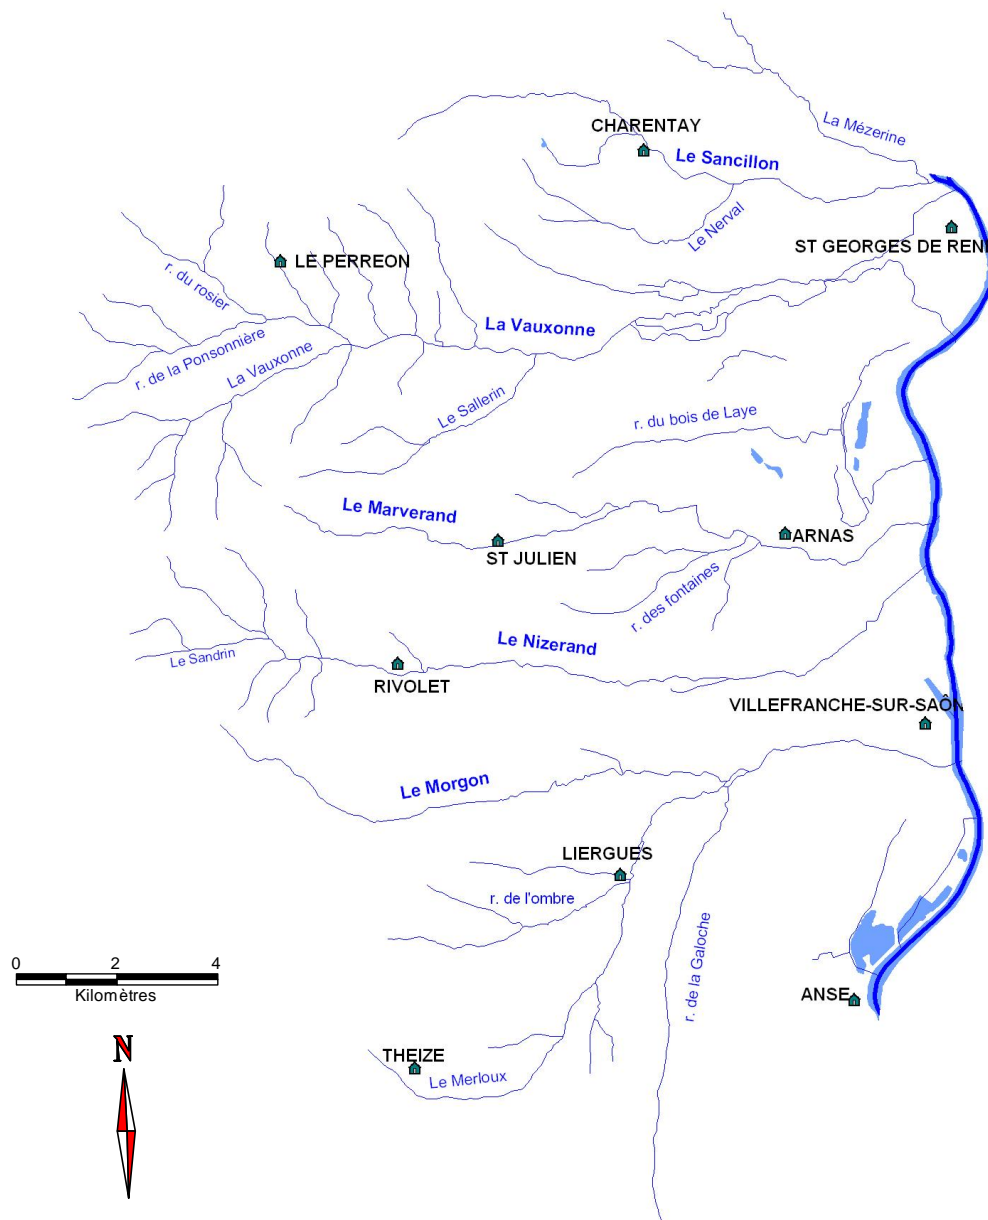 La Mézerine
CHARENTAY
Le Sancillon
Le Nerval
ST GEORGES DE REN
LE PERREON
r. du rosier
La Vauxonne
r. de la Ponsonnière
La Vauxonne
Le Sallerin
r. du bois de Laye
Le Marverand
ST JULIEN
ARNAS
r. des fontaines
Le Nizerand
Le Sandrin
RIVOLET
VILLEFRANCHE-SUR-SAÔN
Le Morgon
LIERGUES
r. de l'ombre
r. de la Galoche
0 2 4
Kilomètres
ANSE
N
THEIZE
Le Merloux